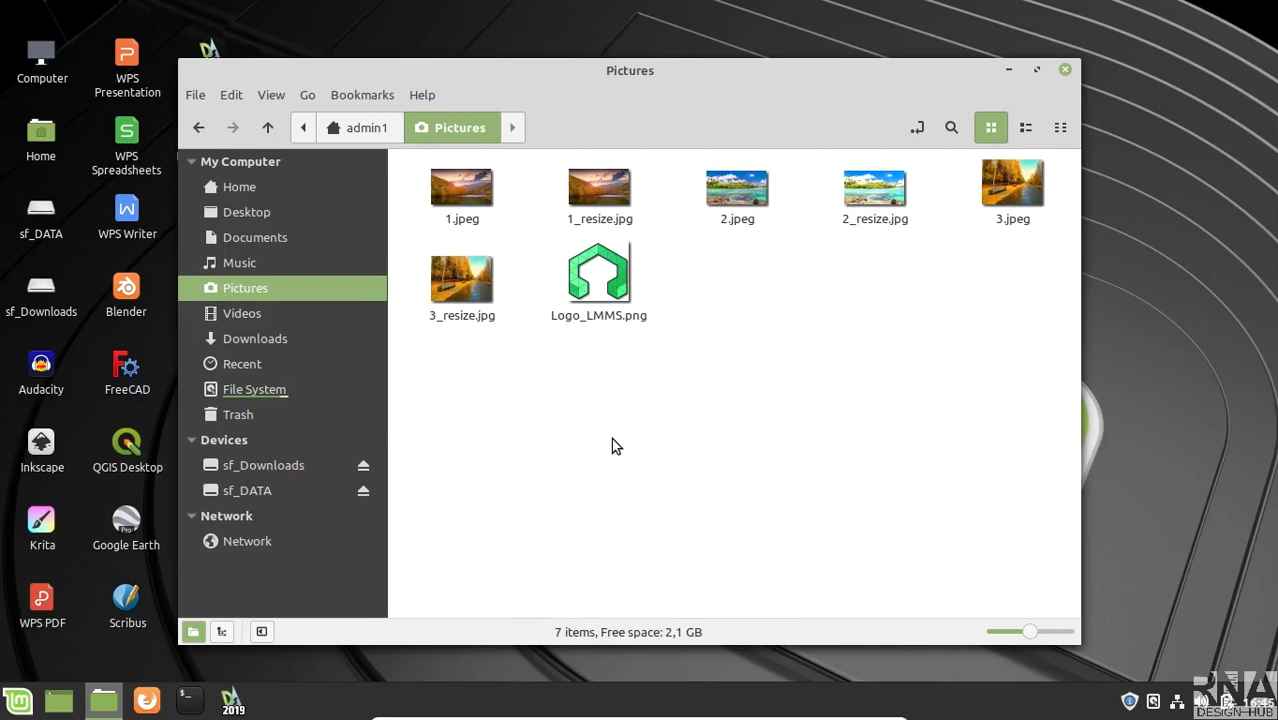 Computer
WPS
Presentation
Home
WPS
Spreadsheets
sf_DATA
WPS Writer
sf_Downloads
Blender
Audacity
FreeCAD
Inkscape
QGIS Desktop
Krita
Google Earth
WPS PDF
Scribus
Pictures
File Edit View Go Bookmarks Help
admin1 Pictures
My Computer
Home
Desktop
Documents
Music
Pictures
Videos
Downloads
Recent
File System
Trash
Devices
sf_Downloads
sf_DATA
Network
Network
1.jpeg 1_resize.jpg 2.jpeg 2_resize.jpg 3.jpeg
3_resize.jpg Logo_LMMS.png
7 items, Free space: 2,1 GB
2019
16:45
RNA
DESIGN-HUB